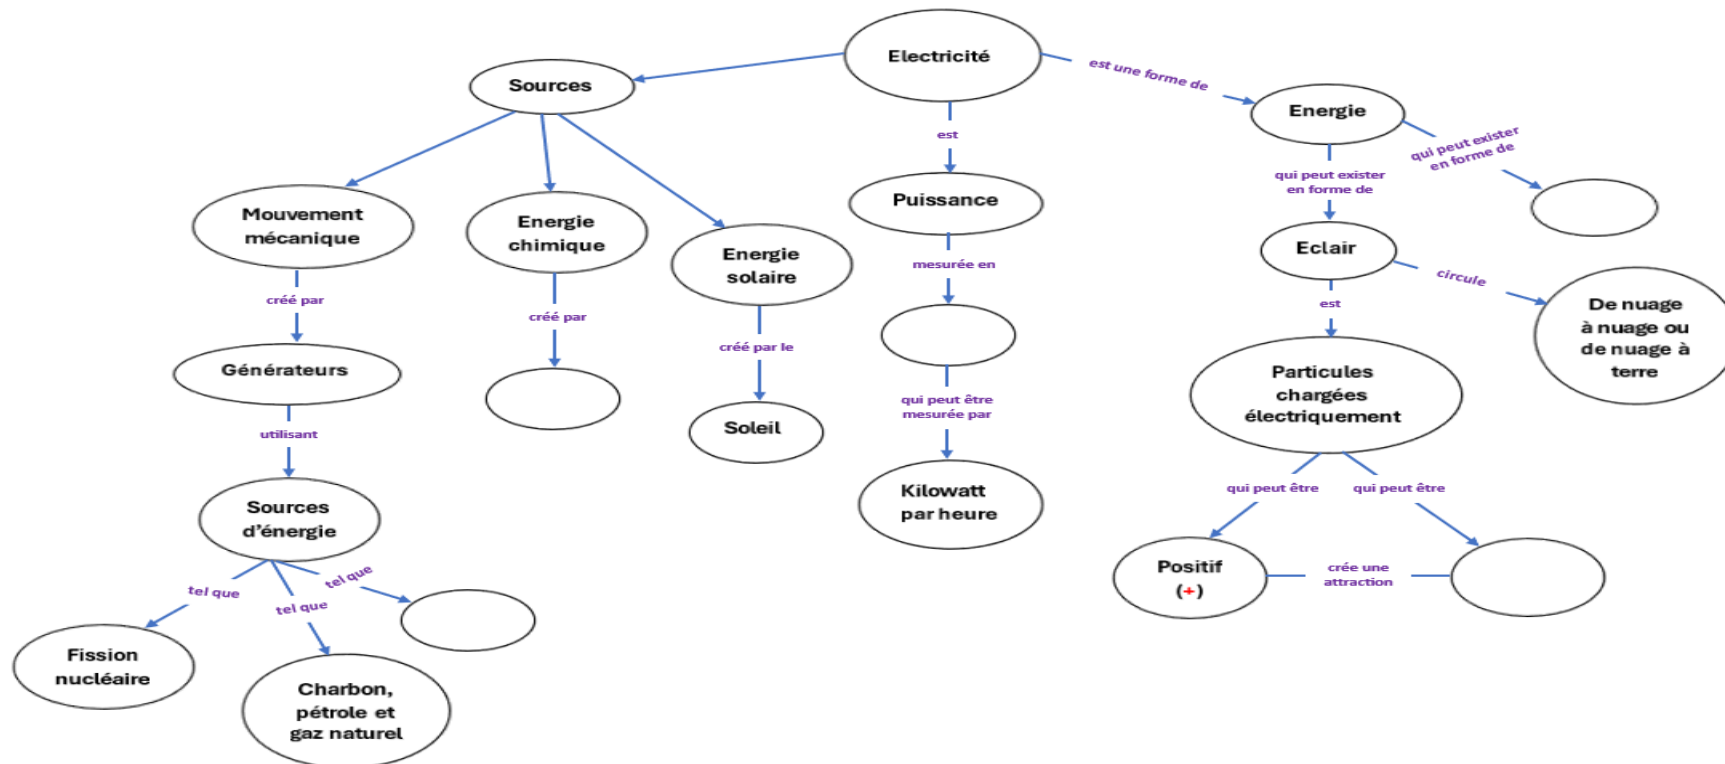 Electricité
Sources
est une forme de
Energie
est
qui peut exister
en forme de
qui peut exister
en forme de
Mouvement
mécanique
Energie
chimique
Energie
solaire
Puissance
Eclair
mesurée en
circule
créé par
créé par
créé par le
est
De nuage
à nuage ou
de nuage à
terre
Générateurs
Particules
chargées
électriquement
qui peut être
mesurée par
Soleil
utilisant
Sources
d'énergie
Kilowatt
par heure
qui peut être
qui peut être
tel que
tel que
tel que
Positif
(+)
crée une
attraction
Fission
nucléaire
Charbon,
pétrole et
gaz naturel